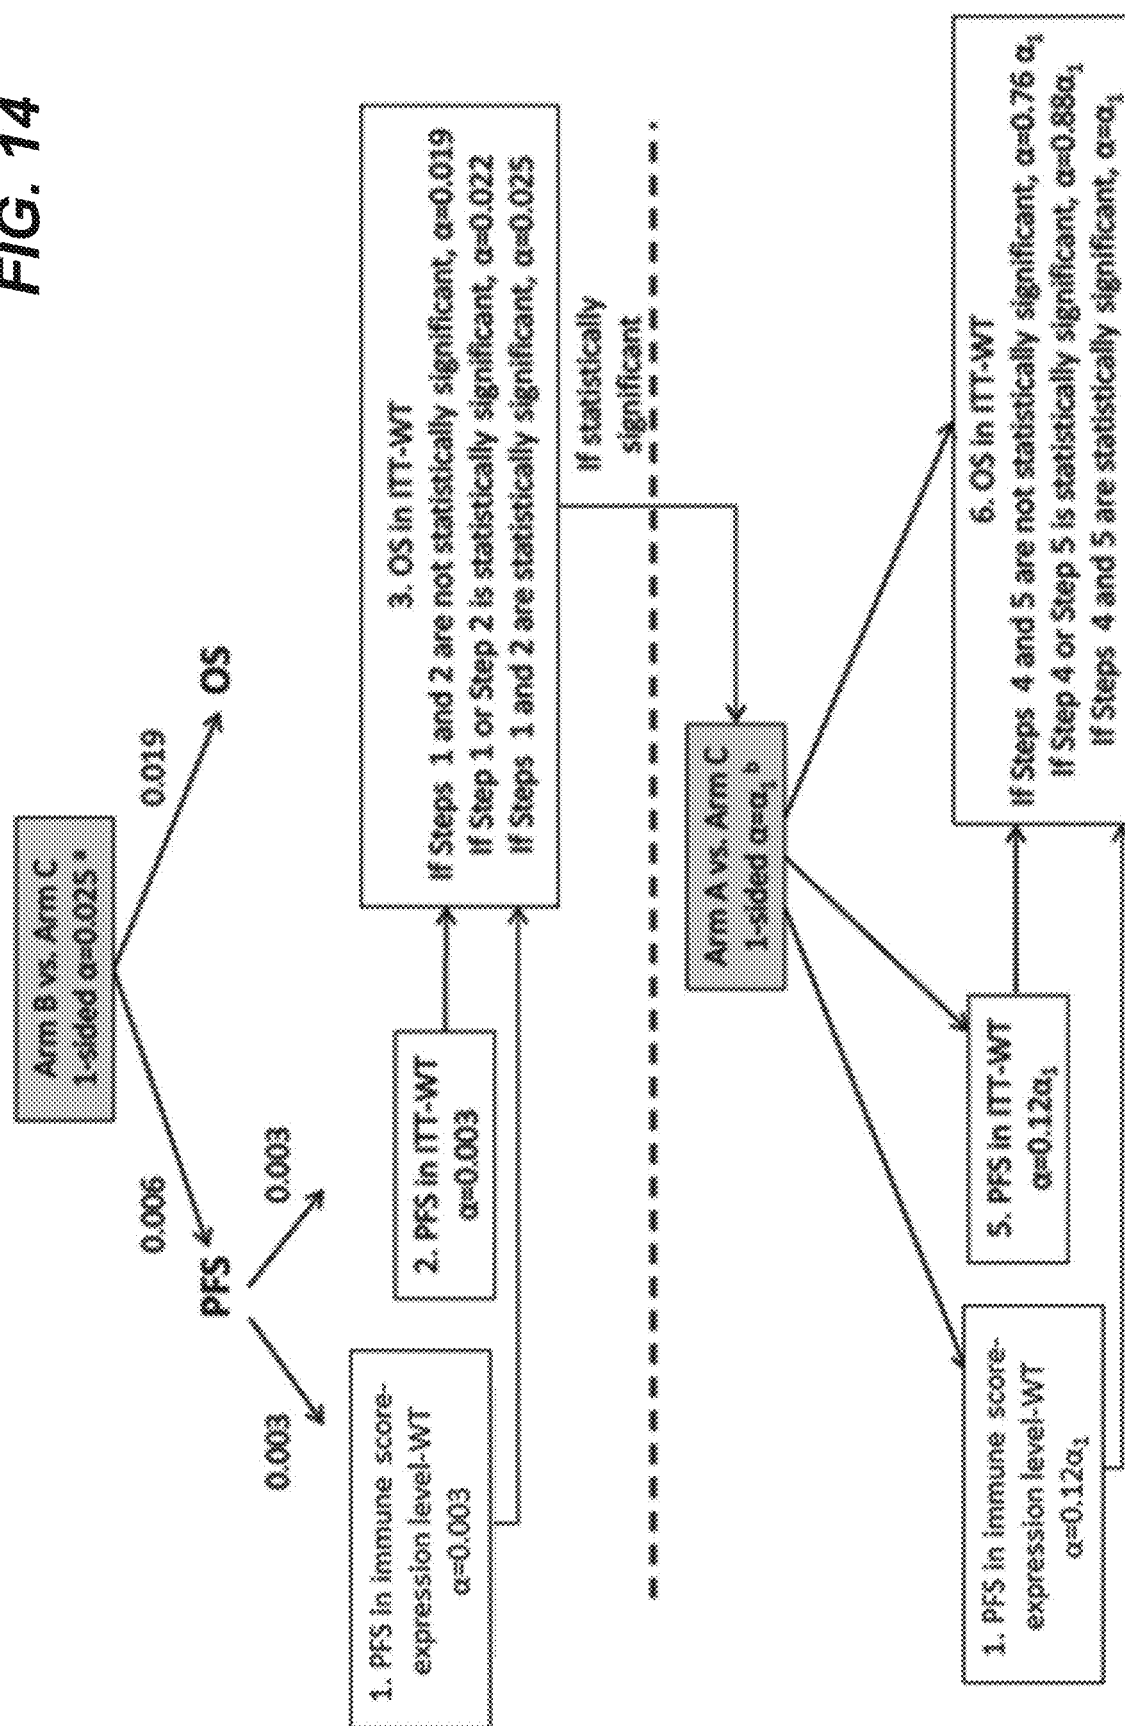 FIG. 14
Arm B vs. Arm C
1-sided α=0.025 a
0.006
0.019
PFS
OS
0.003
0.003
1. PFS in immune score-
expression level-WT
α=0.003
2. PFS in ITT-WT
α=0.003
3. OS in ITT-WT
If Steps 1 and 2 are not statistically significant, α=0.019
If Step 1 or Step 2 is statistically significant, α=0.022
If Steps 1 and 2 are statistically significant, α=0.025
If statistically
significant
Arm A vs. Arm C
1-sided α=α₁ b
1. PFS in immune score-
expression level-WT
α=0.12α₁
5. PFS in ITT-WT
α=0.12α₁
6. OS in ITT-WT
If Steps 4 and 5 are not statistically significant, α=0.76 α₁
If Step 4 or Step 5 is statistically significant, α=0.88α₁
If Steps 4 and 5 are statistically significant, α=α₁